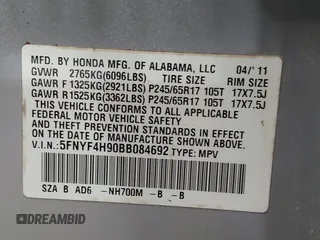 MFD. BY HONDA MFG. OF ALABAMA, LLC 04/'11
GVWR 2765KG(6096LBS) TIRE SIZE RIM SIZE
GAWR F 1325KG(2921LBS) P245/65R17 105T 17X7.5J
GAWR R 1525KG(3362LBS) P245/65R17 105T 17X7.5J
THIS VEHICLE CONFORMS TO ALL APPLICABLE
FEDERAL MOTOR VEHICLE SAFETY STANDARDS
IN EFFECT ON THE DATE OF MANUFACTURE SHOWN ABOVE.
V.I.N.: 5FNYF4H90BB084692 TYPE: MPV
SZA B AD6 -NH700M -B -B
DREAMBID